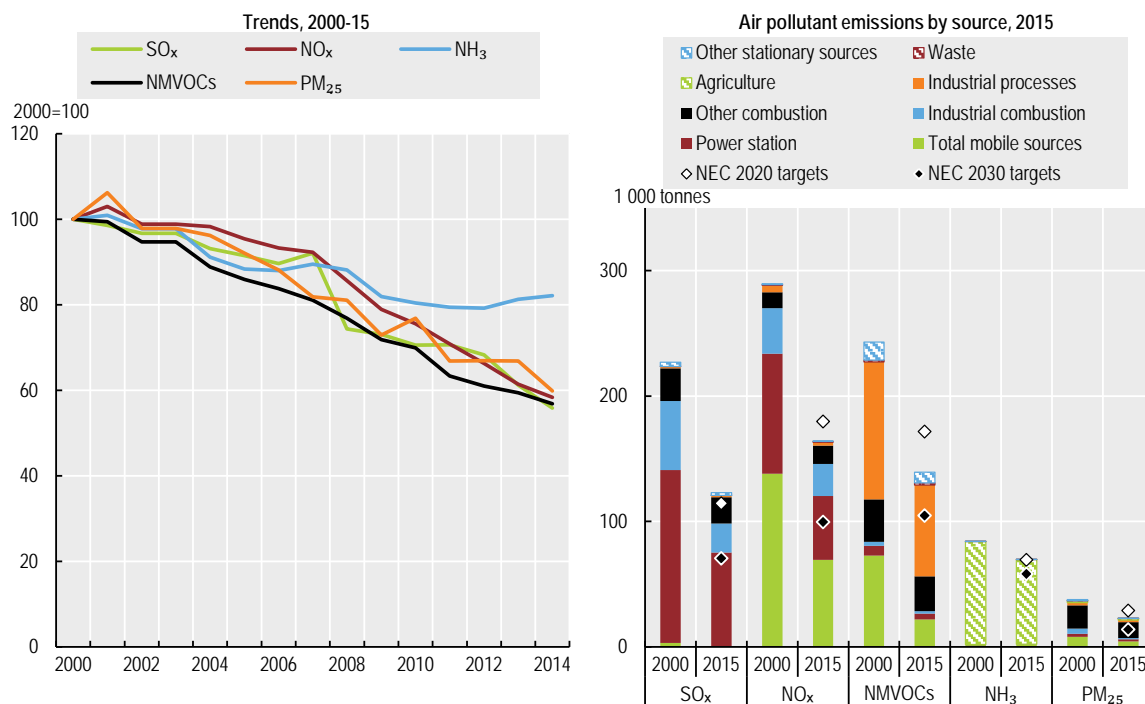 Trends, 2000-15
SOx
NOx
NH3
NMVOCs
PM25
2000=100
120
100
80
60
40
20
0
2000 2002 2004 2006 2008 2010 2012 2014
Air pollutant emissions by source, 2015
Other stationary sources
Waste
Agriculture
Industrial processes
Other combustion
Industrial combustion
Power station
Total mobile sources
NEC 2020 targets
NEC 2030 targets
1 000 tonnes
300
200
100
0
2000 2015 2000 2015 2000 2015 2000 2015 2000 2015
SOx NOx NMVOCs NH3 PM25